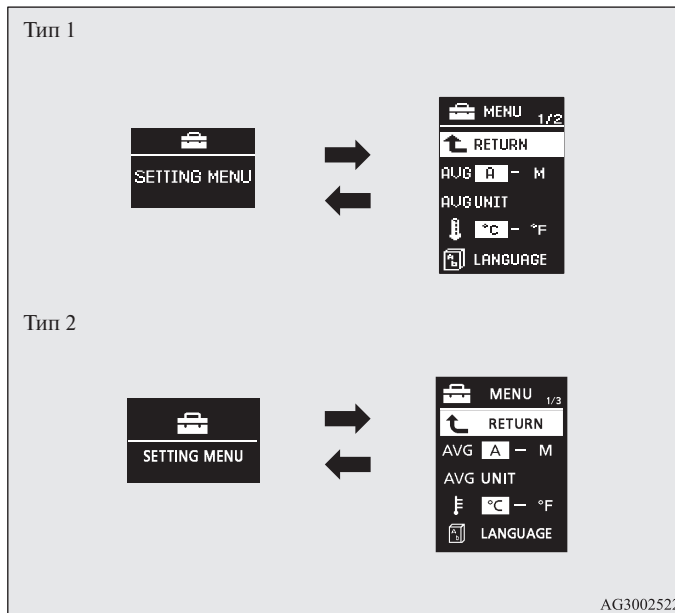 Тип 1
SETTING MENU
MENU 1/2
RETURN
AVG A - M
AVG UNIT
°C - °F
LANGUAGE
Тип 2
SETTING MENU
MENU 1/3
RETURN
AVG A – M
AVG UNIT
°C – °F
LANGUAGE
AG3002522